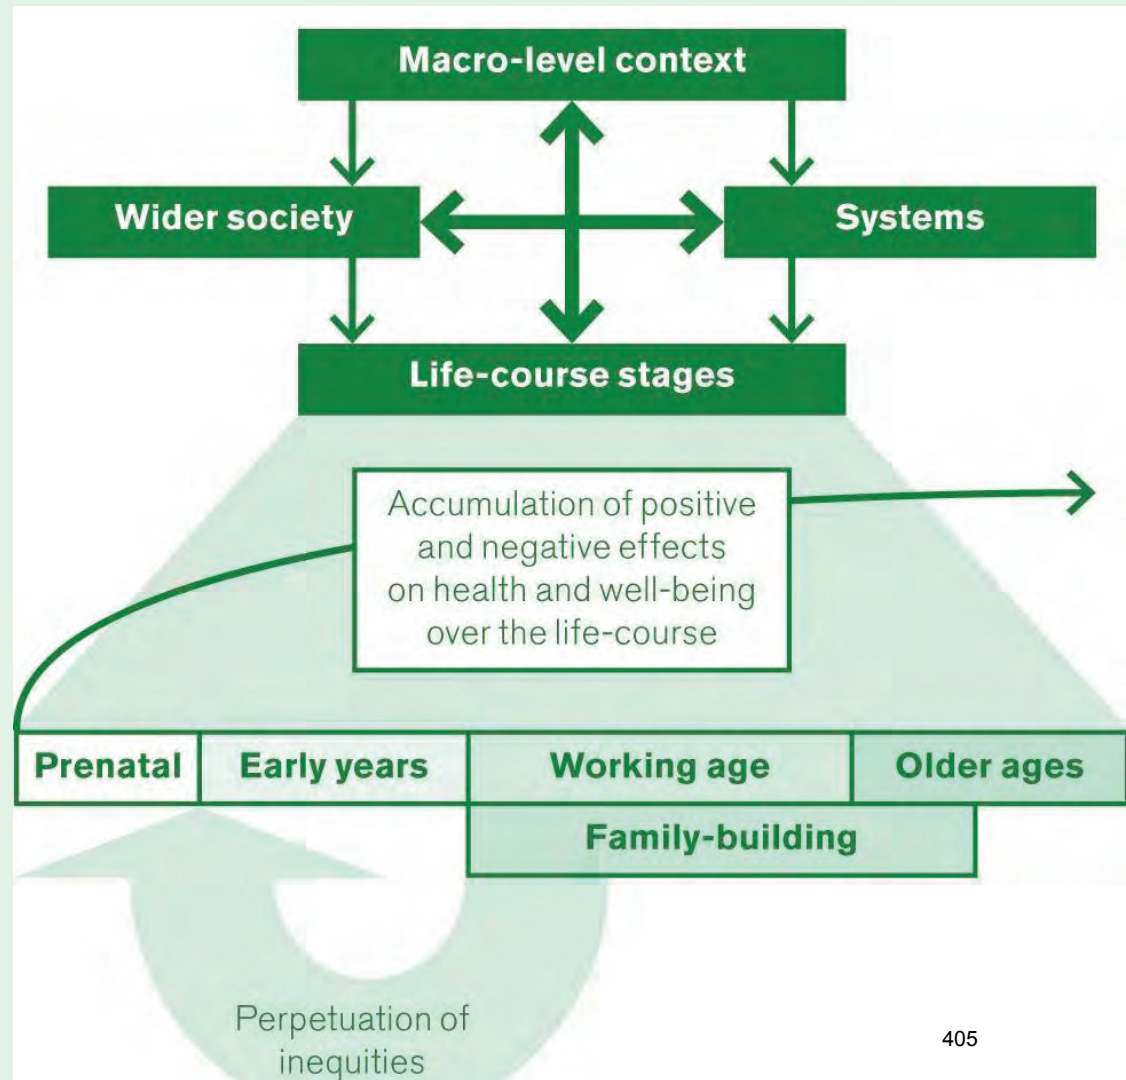 Macro-level context
Wider society
Systems
Life-course stages
Accumulation of positive
and negative effects
on health and well-being
over the life-course
Prenatal
Early years
Working age
Older ages
Family-building
Perpetuation of
inequities
405